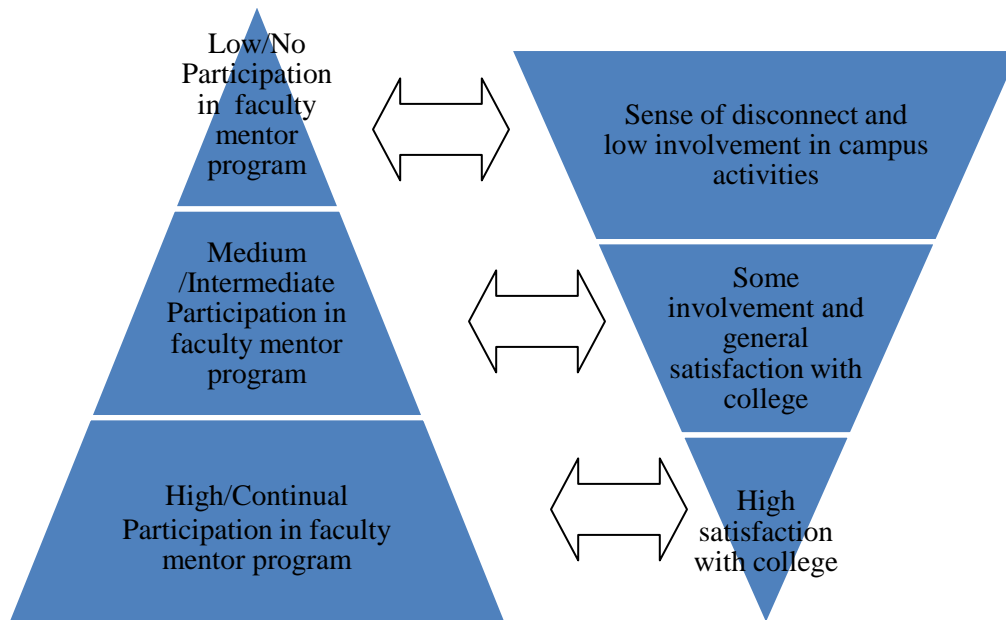 Low/No
Participation
in faculty
mentor
program
Sense of disconnect and
low involvement in campus
activities
Medium
/Intermediate
Participation in
faculty mentor
program
Some
involvement and
general
satisfaction with
college
High/Continual
Participation in faculty
mentor program
High
satisfaction
with college